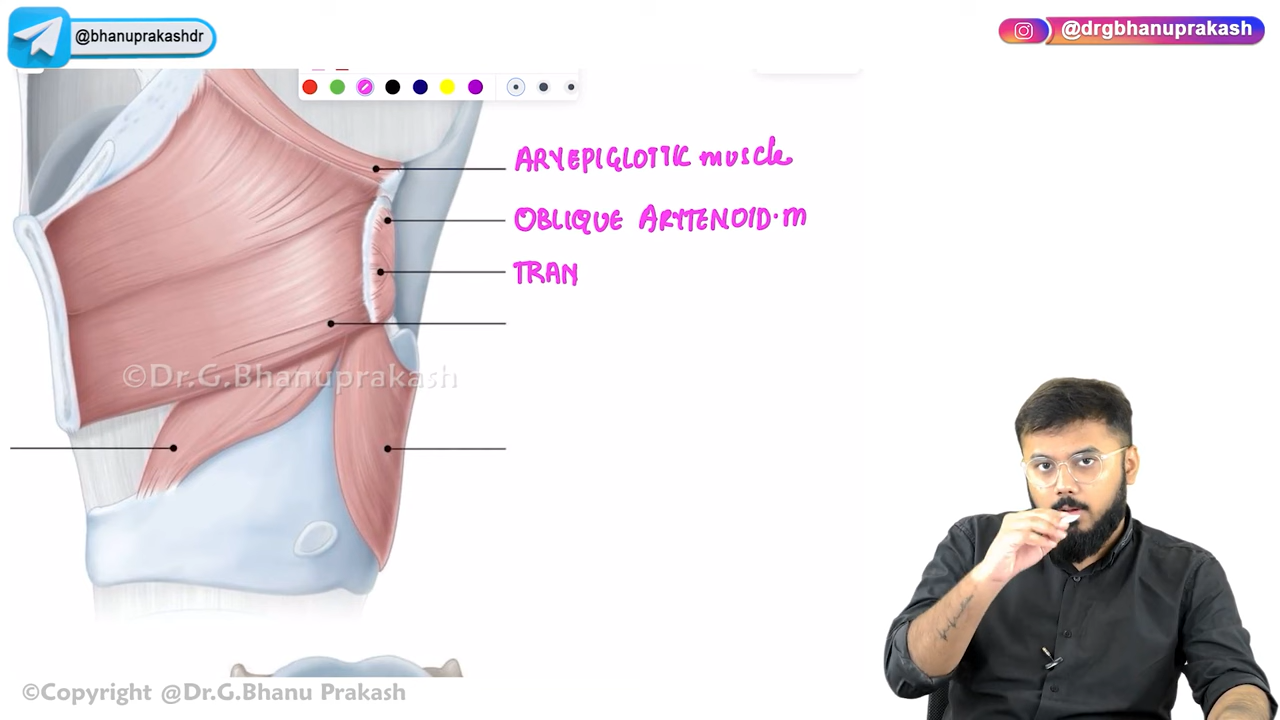 @bhanuprakashdr
@drgbhanuprakash
ARYEPIGLOTTIC muscle
OBLIQUE ARYTENOID.m
TRAN
©Dr.G.Bhanuprakash
©Copyright @Dr.G.Bhanu Prakash